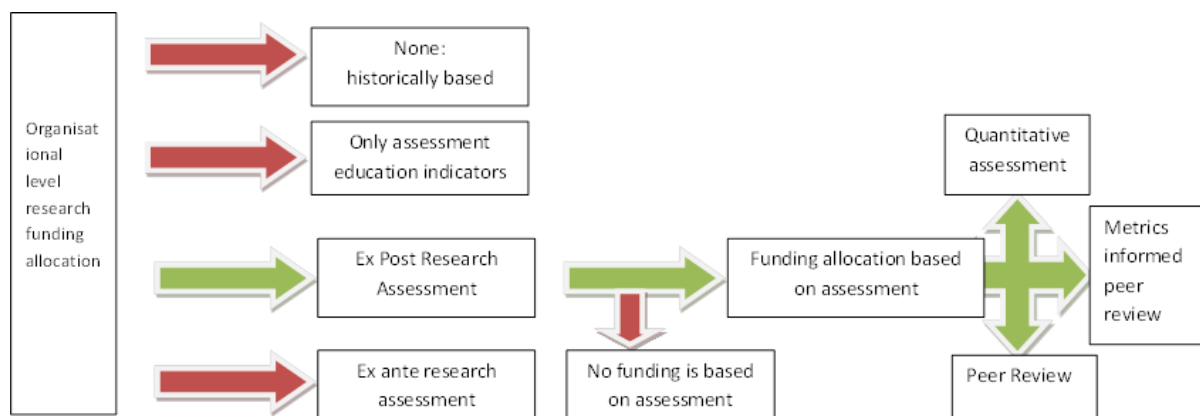 Organisat
ional
level
research
funding
allocation
None:
historically based
Only assessment
education indicators
Ex Post Research
Assessment
Ex ante research
assessment
Funding allocation based
on assessment
No funding is based
on assessment
Quantitative
assessment
Metrics
informed
peer
review
Peer Review